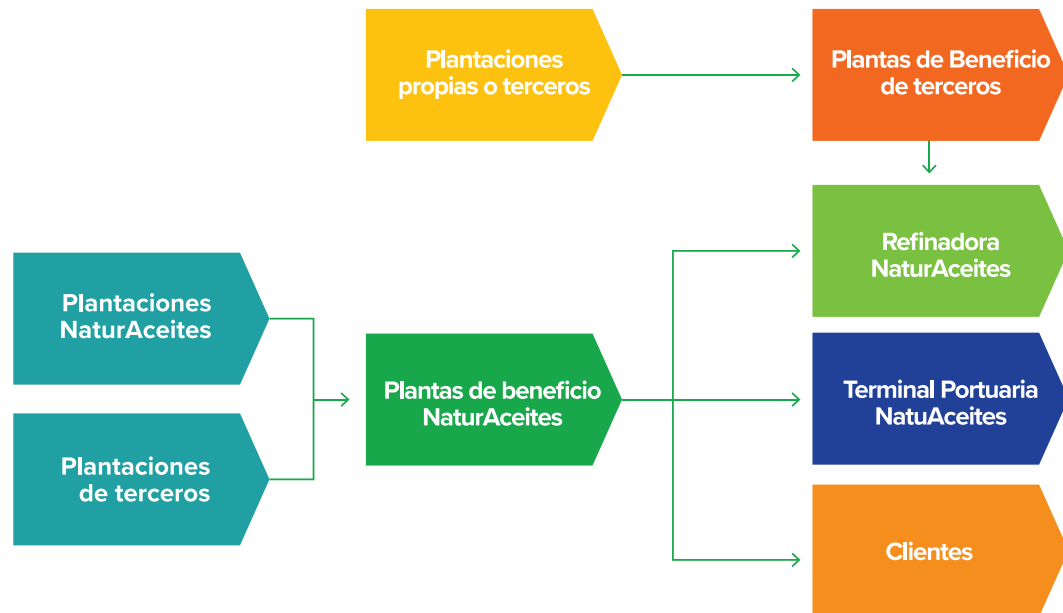 Plantaciones
propias o terceros
Plantas de Beneficio
de terceros
Refinadora
NaturAceites
Plantaciones
NaturAceites
Plantas de beneficio
NaturAceites
Terminal Portuaria
NatuAceites
Plantaciones
de terceros
Clientes